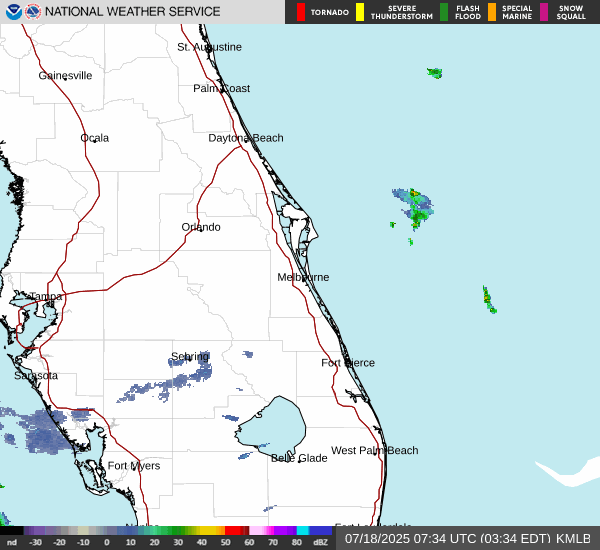 NATIONAL WEATHER SERVICE
TORNADO
SEVERE THUNDERSTORM
FLASH FLOOD
SPECIAL MARINE
SNOW SQUALL
St. Augustine
Gainesville
Palm Coast
Ocala
Daytona Beach
Orlando
Melbourne
Tampa
Sebring
Fort Pierce
Sarasota
West Palm Beach
Belle Glade
Fort Myers
nd -30 -20 -10 0 10 20 30 40 50 60 70 80 dBZ
07/18/2025 07:34 UTC (03:34 EDT) KMLB